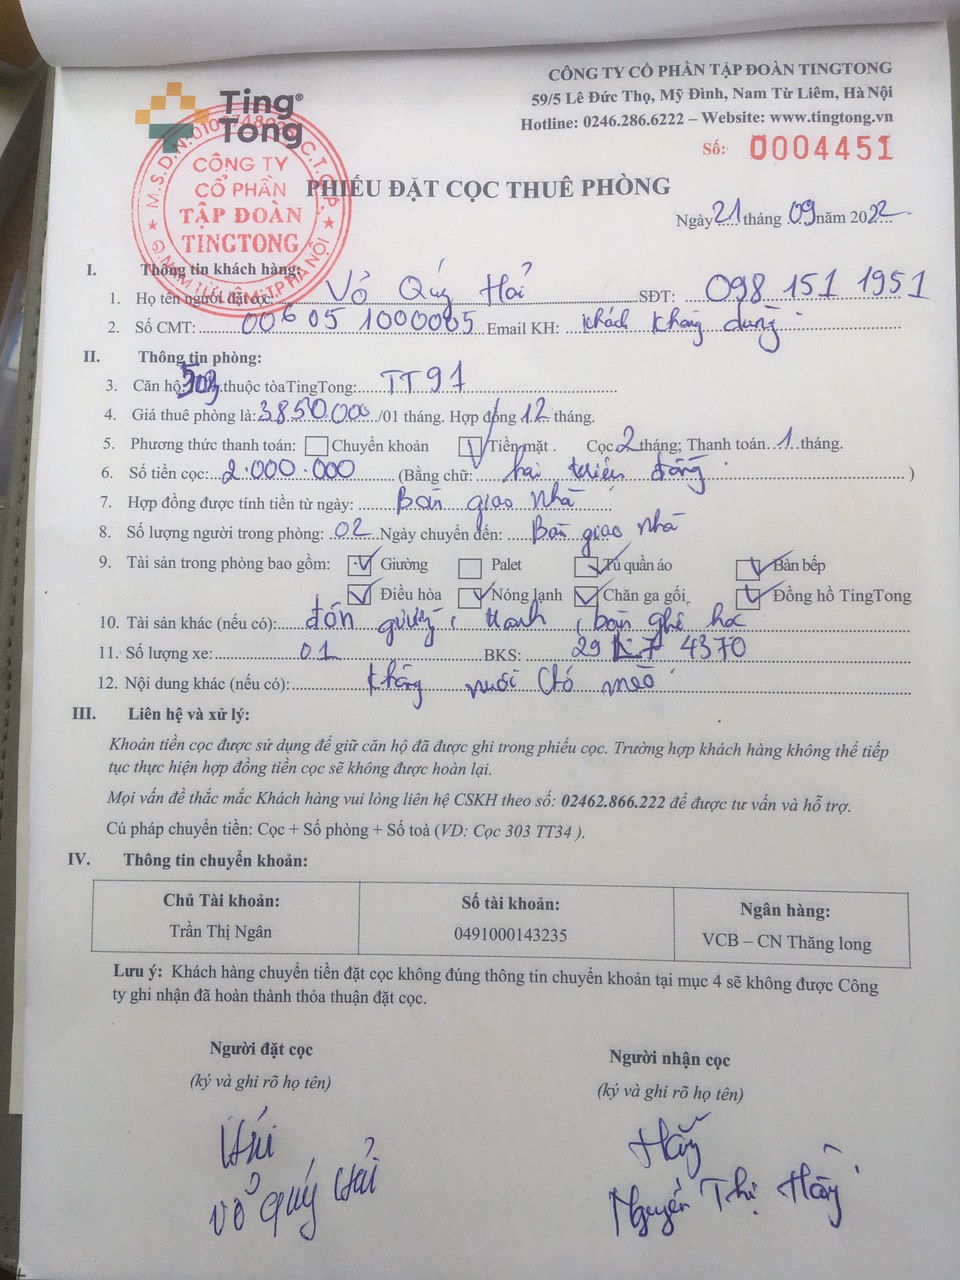 Ting Tong®
CÔNG TY CỔ PHẦN TẬP ĐOÀN TINGTONG
59/5 Lê Đức Thọ, Mỹ Đình, Nam Từ Liêm, Hà Nội
Hotline: 0246.286.6222 – Website: www.tingtong.vn
Số: 0004451
CÔNG TY
CỔ PHẦN
TẬP ĐOÀN
TINGTONG
PHIẾU ĐẶT CỌC THUÊ PHÒNG
Ngày 21 tháng 09 năm 2022
I. Thông tin khách hàng:
1. Họ tên người đặt cọc: Võ Quý Hải SĐT: 098 151 1951
2. Số CMT: 006 051000065 Email KH: khách không dùng
II. Thông tin phòng:
3. Căn hộ: 503 thuộc tòa TingTong: TT 91
4. Giá thuê phòng là: 3850.000 /01 tháng. Hợp đồng 12 tháng.
5. Phương thức thanh toán: Chuyển khoản Tiền mặt. Cọc 2 tháng; Thanh toán 1 tháng.
6. Số tiền cọc: 2.000.000 (Bằng chữ: hai triệu đồng )
7. Hợp đồng được tính tiền từ ngày: Bàn giao nhà
8. Số lượng người trong phòng: 02 Ngày chuyển đến: Bàn giao nhà
9. Tài sản trong phòng bao gồm: Giường Palet Tủ quần áo Bàn bếp
Điều hòa Nóng lạnh Chăn ga gối Đồng hồ TingTong
10. Tài sản khác (nếu có): bàn ghế học
11. Số lượng xe: 01 BKS: 29 4370
12. Nội dung khác (nếu có): không nuôi chó mèo
III. Liên hệ và xử lý:
Khoản tiền cọc được sử dụng để giữ căn hộ đã được ghi trong phiếu cọc. Trường hợp khách hàng không thể tiếp
tục thực hiện hợp đồng tiền cọc sẽ không được hoàn lại.
Mọi vấn đề thắc mắc Khách hàng vui lòng liên hệ CSKH theo số: 02462.866.222 để được tư vấn và hỗ trợ.
Cú pháp chuyển tiền: Cọc + Số phòng + Số toà (VD: Cọc 303 TT34 ).
IV. Thông tin chuyển khoản:
Chủ Tài khoản: Số tài khoản: Ngân hàng:
Trần Thị Ngân 0491000143235 VCB – CN Thăng long
Lưu ý: Khách hàng chuyển tiền đặt cọc không đúng thông tin chuyển khoản tại mục 4 sẽ không được Công
ty ghi nhận đã hoàn thành thỏa thuận đặt cọc.
Người đặt cọc Người nhận cọc
(ký và ghi rõ họ tên) (ký và ghi rõ họ tên)
Hải
Võ Quý Hải Nguyễn Thị